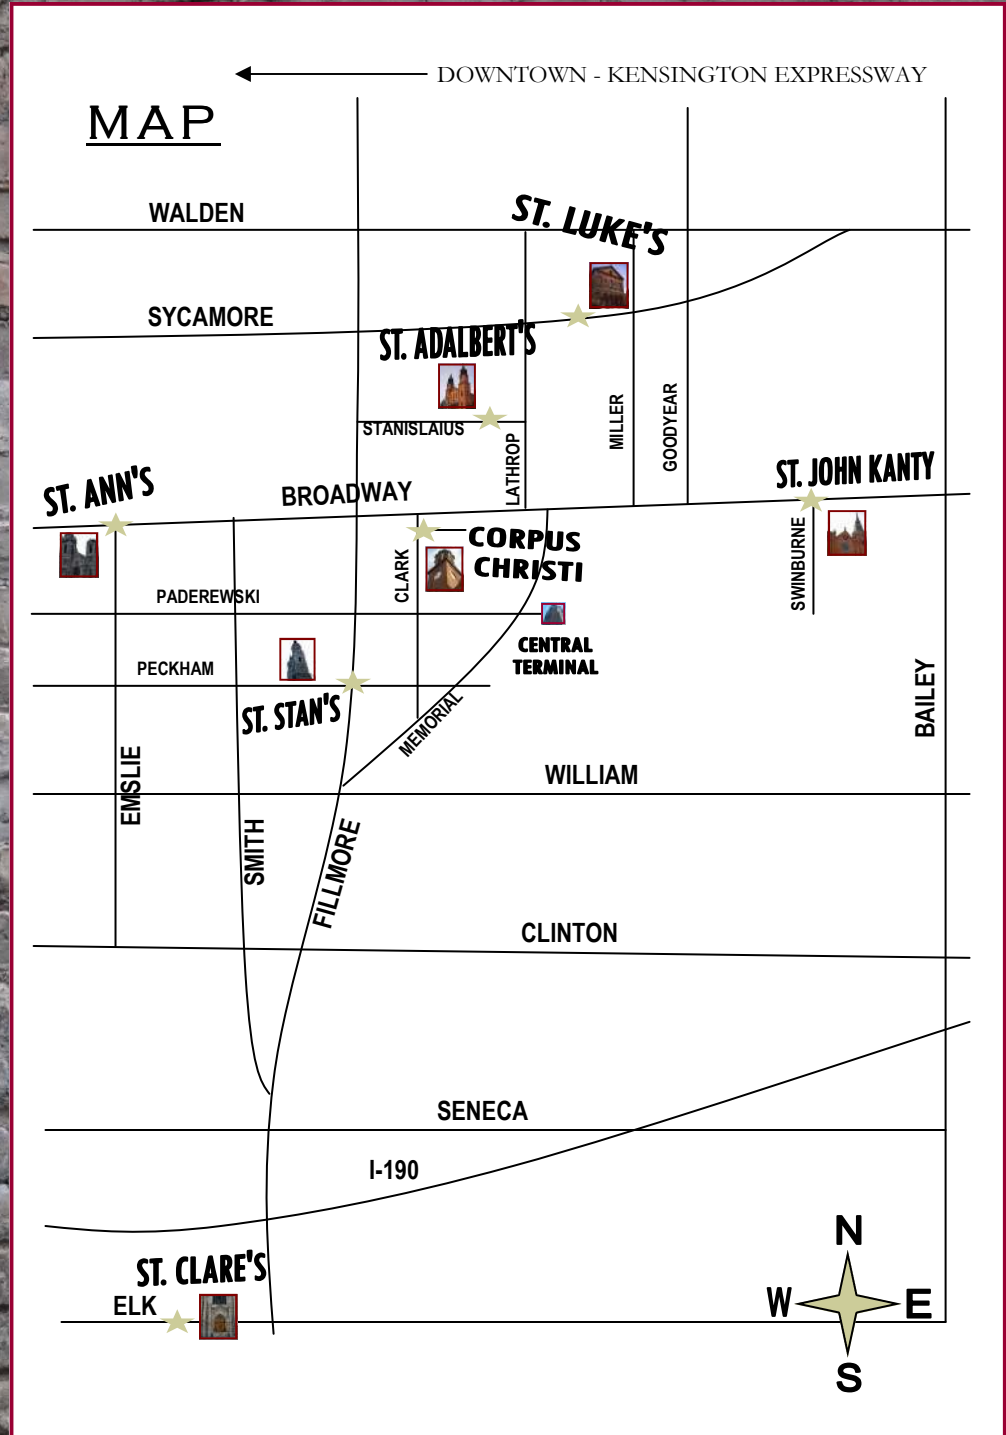 DOWNTOWN - KENSINGTON EXPRESSWAY
MAP
WALDEN
ST. LUKE'S
SYCAMORE
ST. ADALBERT'S
STANISLAIUS
LATHROP
MILLER
GOODYEAR
ST. ANN'S
BROADWAY
ST. JOHN KANTY
CORPUS
CHRISTI
CLARK
SWINBURNE
PADEREWSKI
CENTRAL
TERMINAL
PECKHAM
ST. STAN'S
MEMORIAL
BAILEY
EMSLIE
WILLIAM
SMITH
FILLMORE
CLINTON
SENECA
I-190
ST. CLARE'S
ELK
N
W
E
S